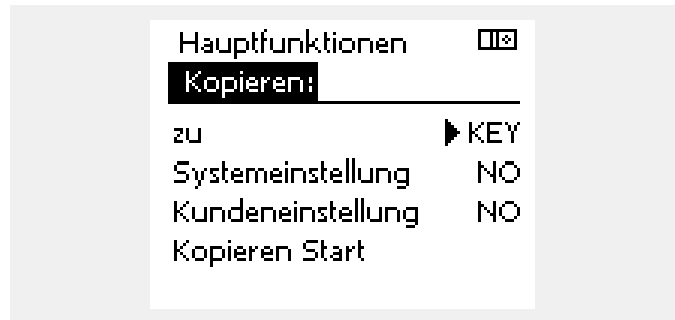 Hauptfunktionen
Kopieren:
zu KEY
Systemeinstellung NO
Kundeneinstellung NO
Kopieren Start